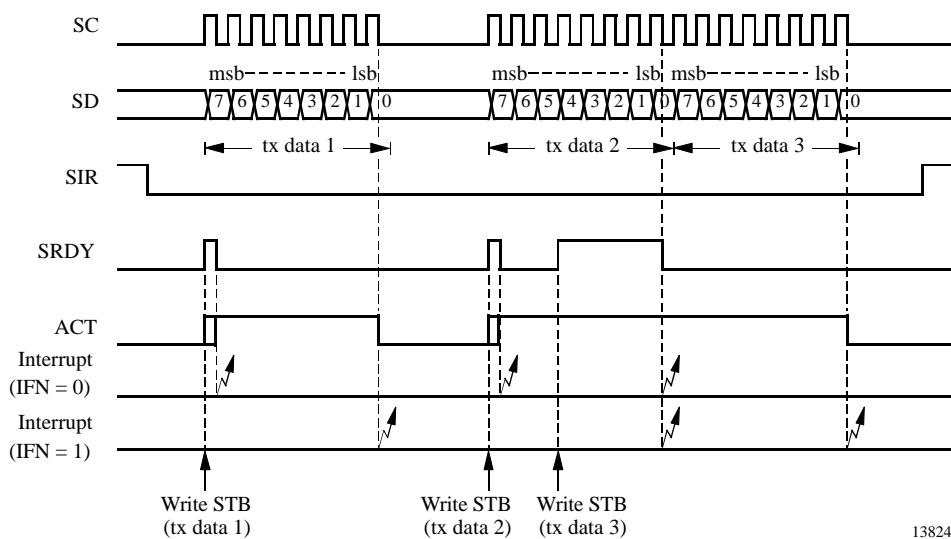 SC
msb lsb msb lsb
SD 7 6 5 4 3 2 1 0 7 6 5 4 3 2 1 0 7 6 5 4 3 2 1 0
tx data 1 tx data 2 tx data 3
SIR
SRDY
ACT
Interrupt
(IFN = 0)
Interrupt
(IFN = 1)
Write STB Write STB Write STB
(tx data 1) (tx data 2) (tx data 3)
13824